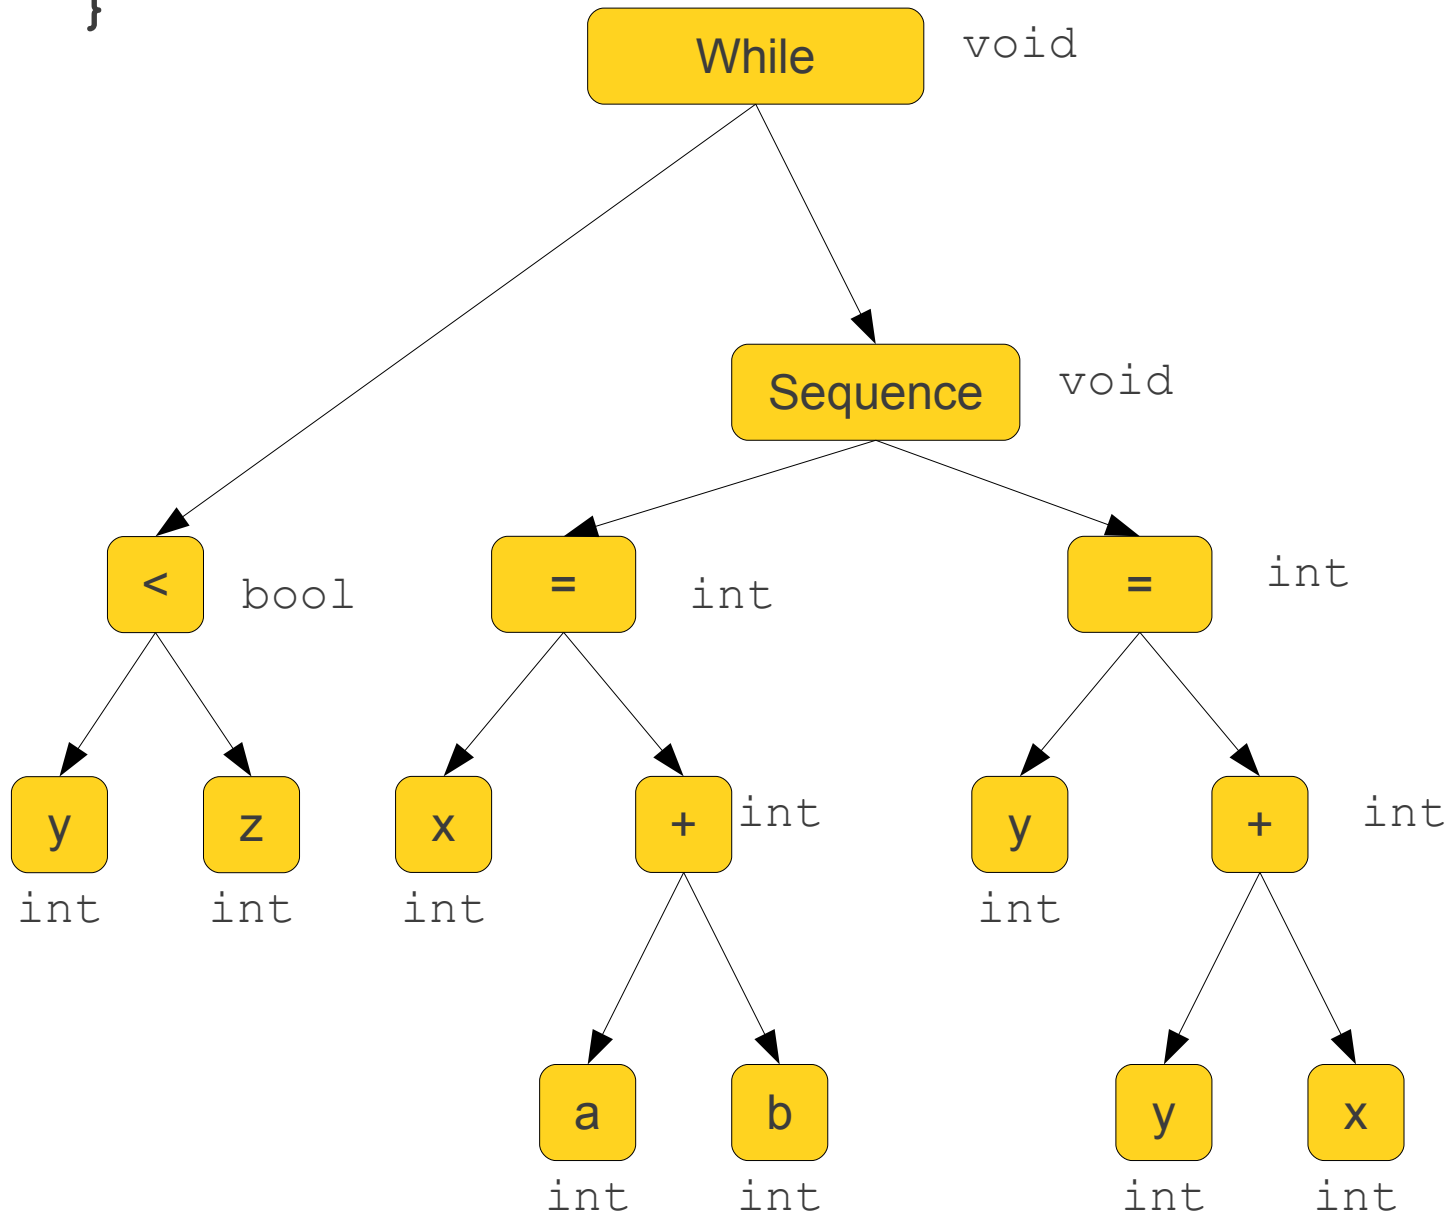 }
While void
Sequence void
< bool = int = int
y z x + int y + int
int int int int
a b y x
int int int int